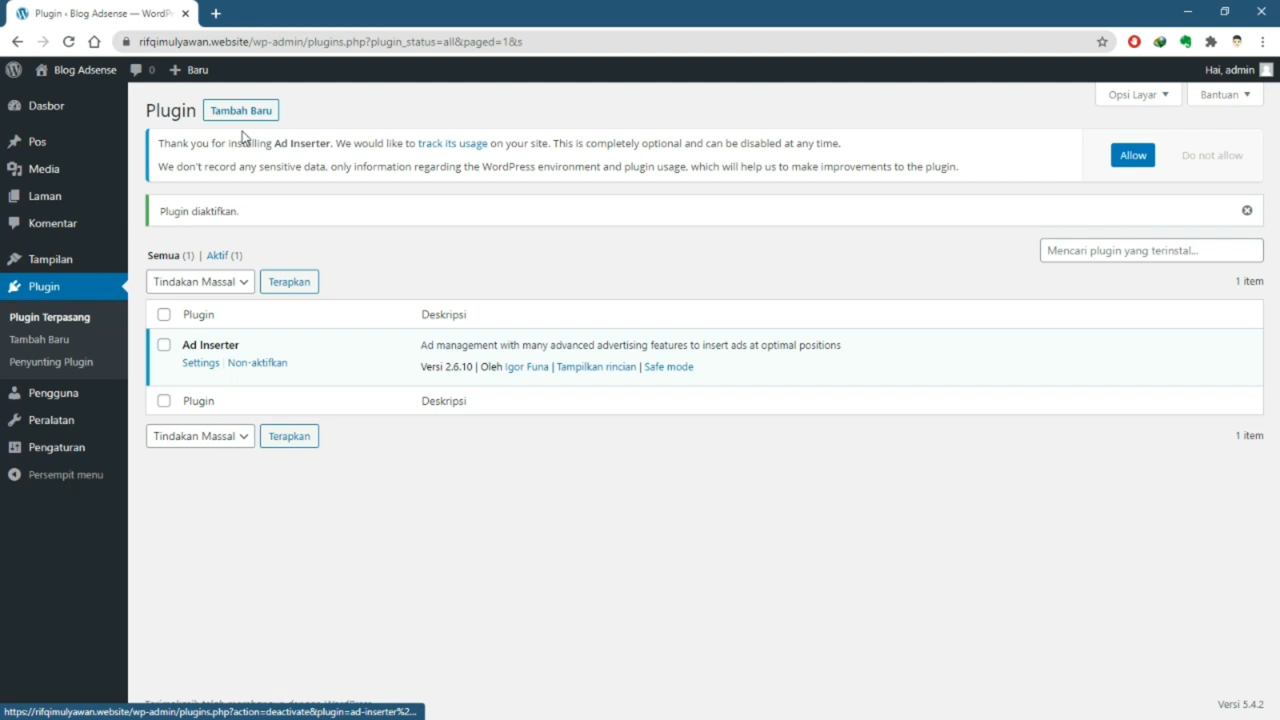 Plugin ‹ Blog Adsense — WordPr
rifqimulyawan.website/wp-admin/plugins.php?plugin_status=all&paged=1&s
Blog Adsense
0
Baru
Hai, admin
Dasbor
Pos
Media
Laman
Komentar
Tampilan
Plugin
Plugin Terpasang
Tambah Baru
Penyunting Plugin
Pengguna
Peralatan
Pengaturan
Persempit menu
Opsi Layar
Bantuan
Plugin
Tambah Baru
Thank you for installing Ad Inserter. We would like to track its usage on your site. This is completely optional and can be disabled at any time.
We don't record any sensitive data, only information regarding the WordPress environment and plugin usage, which will help us to make improvements to the plugin.
Allow
Do not allow
Plugin diaktifkan.
Semua (1) | Aktif (1)
Mencari plugin yang terinstal...
Tindakan Massal
Terapkan
1 item
Plugin
Deskripsi
Ad Inserter
Settings | Non-aktifkan
Ad management with many advanced advertising features to insert ads at optimal positions
Versi 2.6.10 | Oleh Igor Funa | Tampilkan rincian | Safe mode
Plugin
Deskripsi
Tindakan Massal
Terapkan
1 item
Versi 5.4.2
https://rifqimulyawan.website/wp-admin/plugins.php?action=deactivate&plugin=ad-inserter%2...